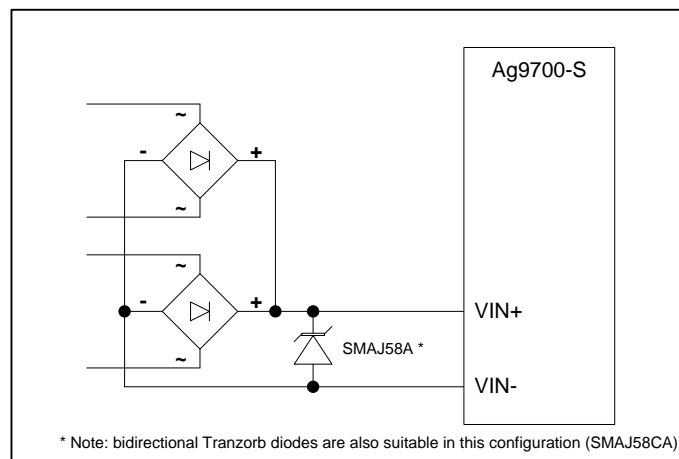 Ag9700-S
~
- +
~
~
- +
~
VIN+
SMAJ58A *
VIN-
* Note: bidirectional Tranzorb diodes are also suitable in this configuration (SMAJ58CA)